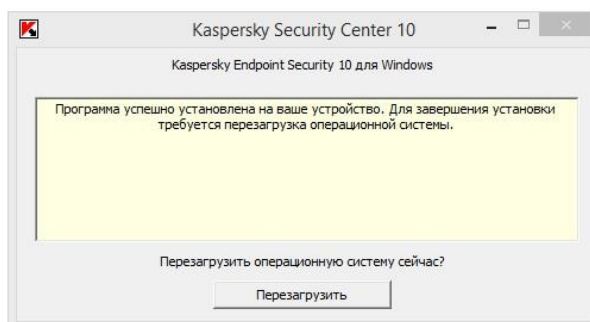 Kaspersky Security Center 10
Kaspersky Endpoint Security 10 для Windows
Программа успешно установлена на ваше устройство. Для завершения установки
требуется перезагрузка операционной системы.
Перезагрузить операционную систему сейчас?
Перезагрузить